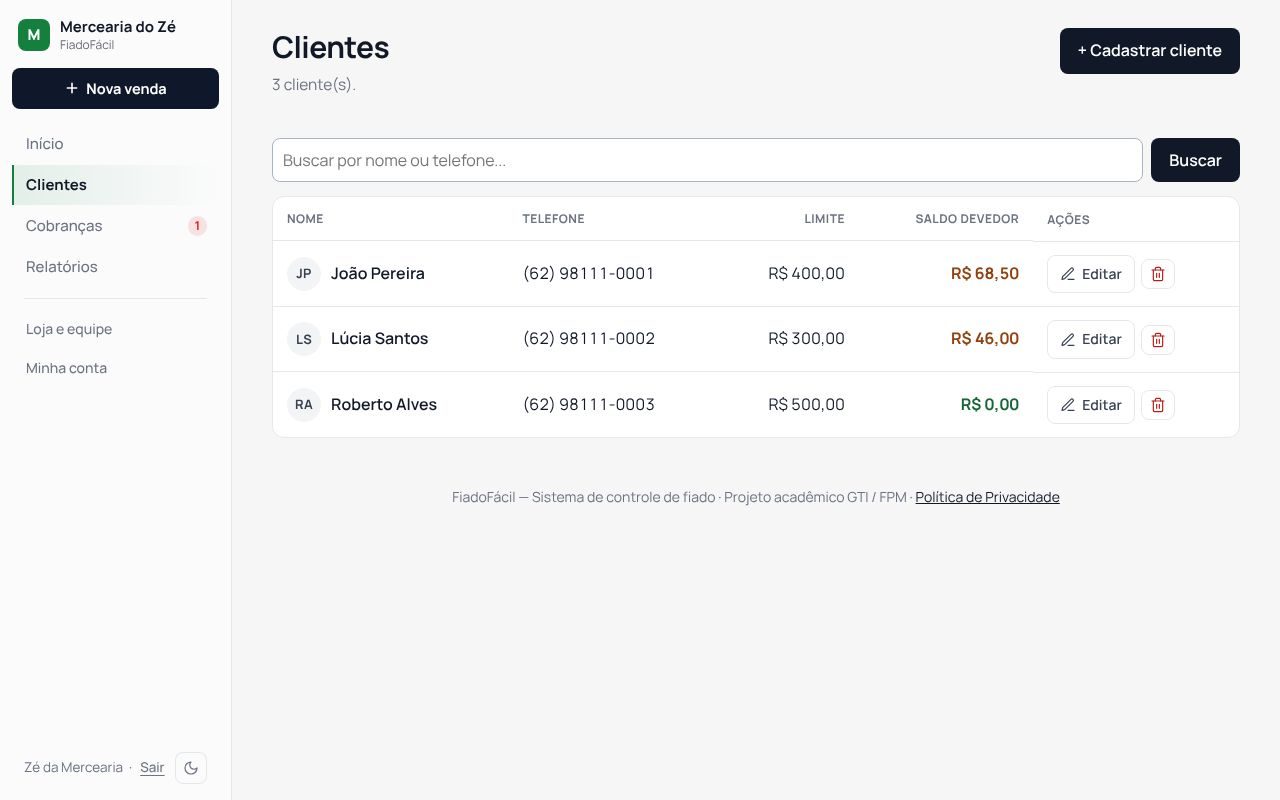 M
Mercearia do Zé
FiadoFácil
+ Nova venda
Início
Clientes
Cobranças 1
Relatórios
Loja e equipe
Minha conta
Zé da Mercearia · Sair
Clientes
3 cliente(s).
+ Cadastrar cliente
Buscar por nome ou telefone...
Buscar
NOME TELEFONE LIMITE SALDO DEVEDOR AÇÕES
JP João Pereira (62) 98111-0001 R$ 400,00 R$ 68,50 Editar
LS Lúcia Santos (62) 98111-0002 R$ 300,00 R$ 46,00 Editar
RA Roberto Alves (62) 98111-0003 R$ 500,00 R$ 0,00 Editar
FiadoFácil — Sistema de controle de fiado · Projeto acadêmico GTI / FPM · Política de Privacidade